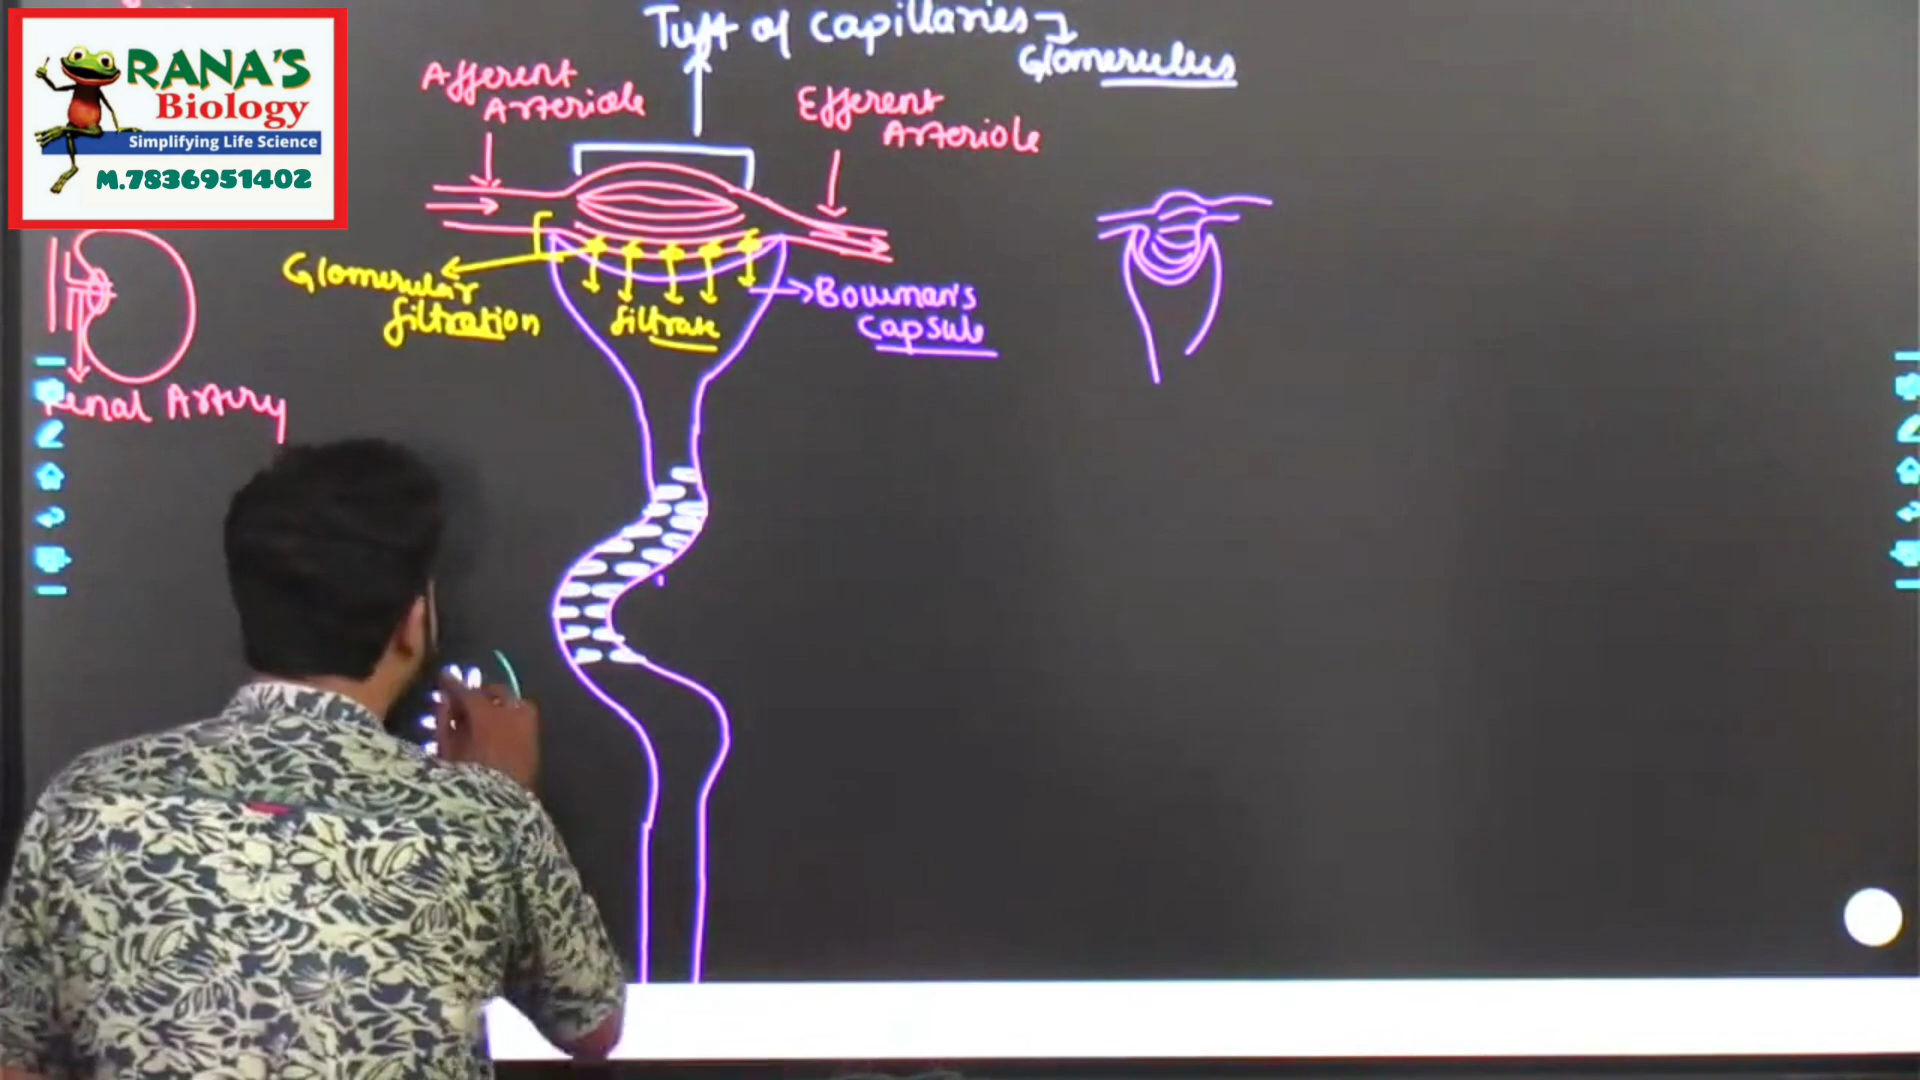 RANA'S
Biology
Simplifying Life Science
M.7836951402
Tuft of capillaries
Glomerulus
Afferent
Arteriole
Efferent
Arteriole
Glomerular
filtration
filtrate
Bowman's
Capsule
Renal Artery